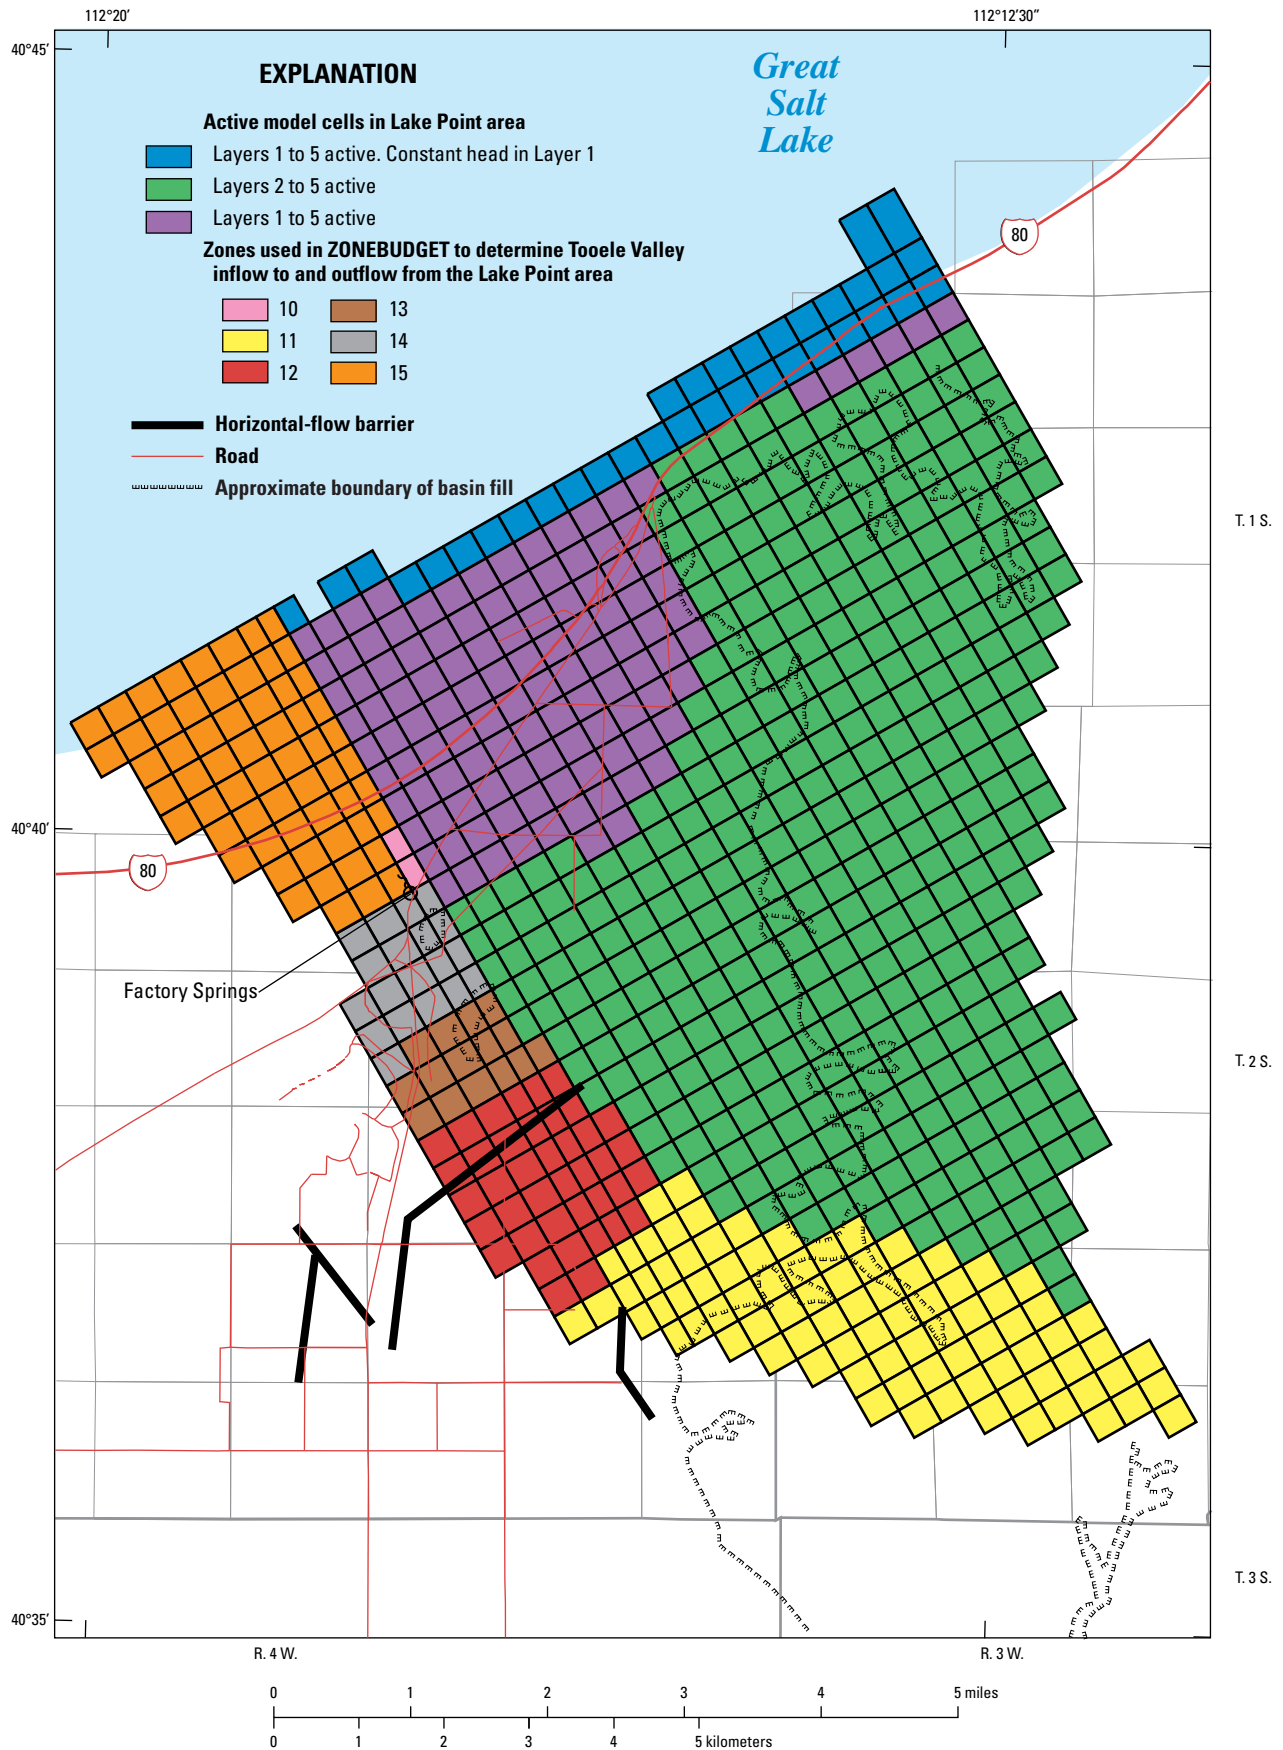 112°20′
112°12′30″
40°45′
Great
Salt
Lake
EXPLANATION
Active model cells in Lake Point area
Layers 1 to 5 active. Constant head in Layer 1
Layers 2 to 5 active
Layers 1 to 5 active
Zones used in ZONEBUDGET to determine Tooele Valley
inflow to and outflow from the Lake Point area
10
13
11
14
12
15
Horizontal-flow barrier
Road
Approximate boundary of basin fill
80
T. 1 S.
40°40′
80
Factory Springs
T. 2 S.
T. 3 S.
40°35′
R. 4 W.
R. 3 W.
0
1
2
3
4
5 miles
0
1
2
3
4
5 kilometers